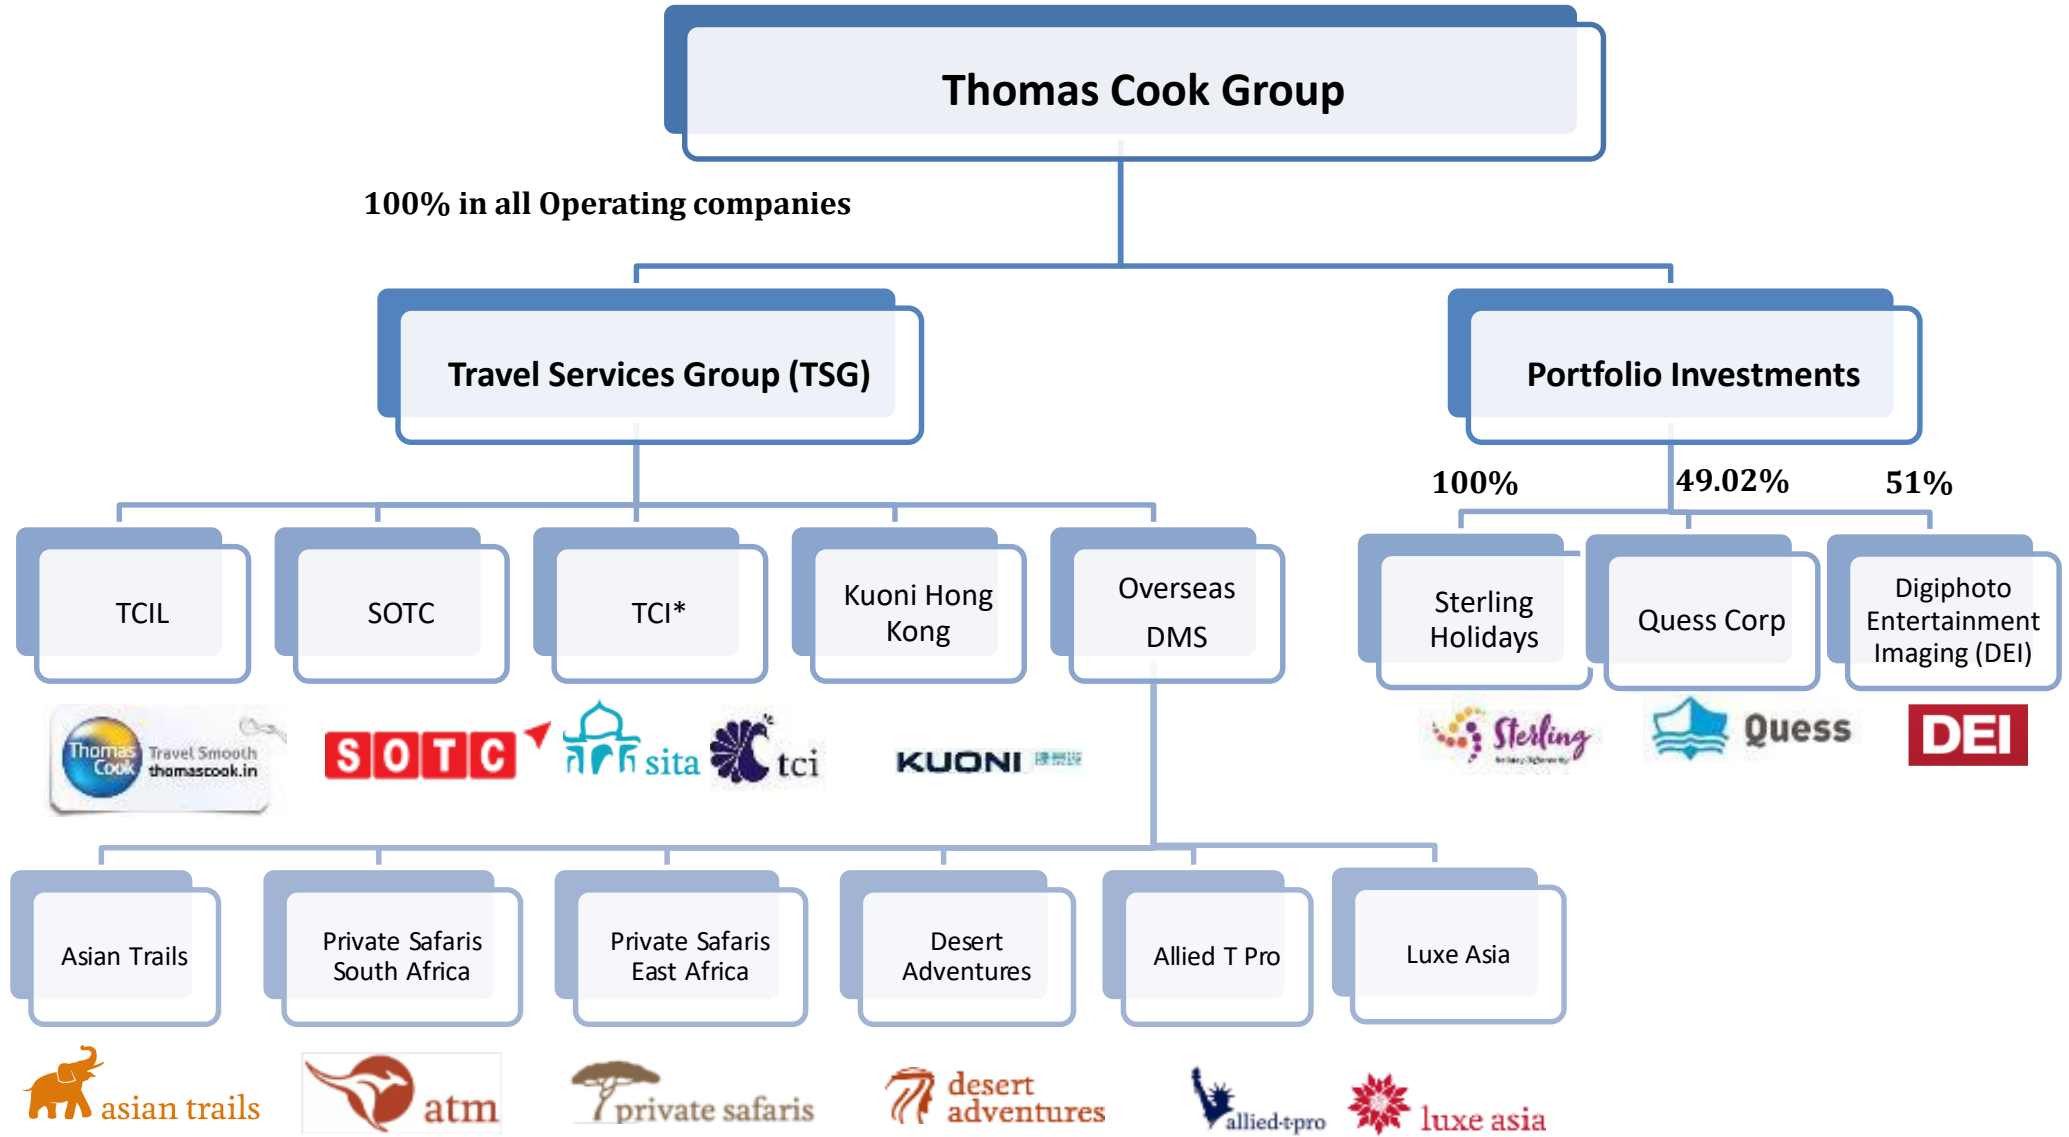 Thomas Cook Group
100% in all Operating companies
Travel Services Group (TSG)
Portfolio Investments
100%
49.02%
51%
TCIL
SOTC
TCI*
Kuoni Hong
Kong
Overseas
DMS
Sterling
Holidays
Quess Corp
Digiphoto
Entertainment
Imaging (DEI)
Thomas
Cook
Travel Smooth
thomascook.in
SOTC
sita
tci
KUONI
Sterling
Quess
DEI
Asian Trails
Private Safaris
South Africa
Private Safaris
East Africa
Desert
Adventures
Allied T Pro
Luxe Asia
asian trails
atm
private safaris
desert
adventures
allied-t-pro
luxe asia